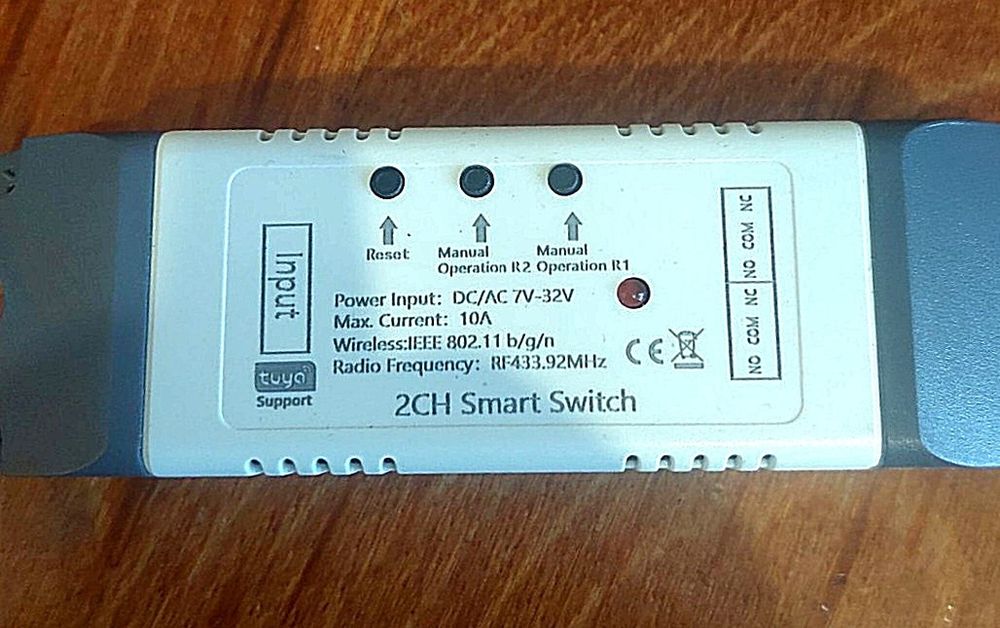 Reset
Manual
Operation R2
Manual
Operation R1
Input
Power Input: DC/AC 7V-32V
Max. Current: 10A
Wireless:IEEE 802.11 b/g/n
Radio Frequency: RF433.92MHz
CE
tuya
Support
2CH Smart Switch
NO COM NC
NO COM NC